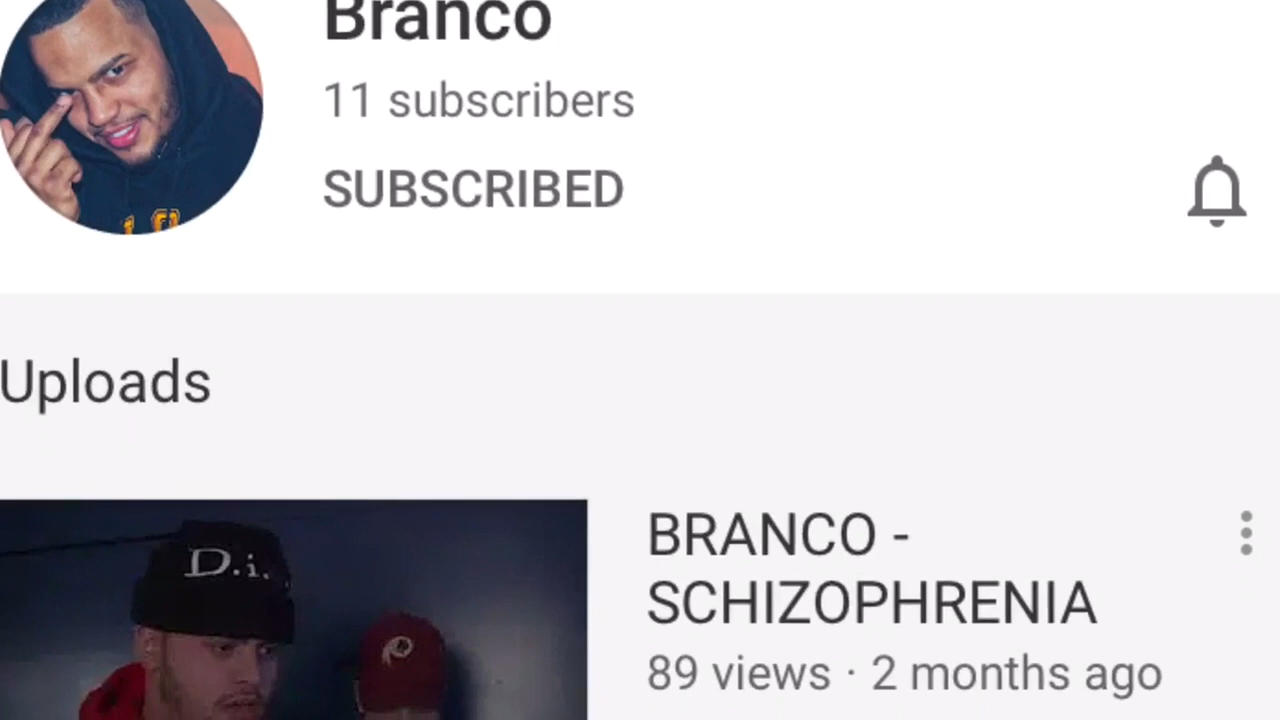 Branco
11 subscribers
SUBSCRIBED
Uploads
D.i.
BRANCO -
SCHIZOPHRENIA
89 views · 2 months ago